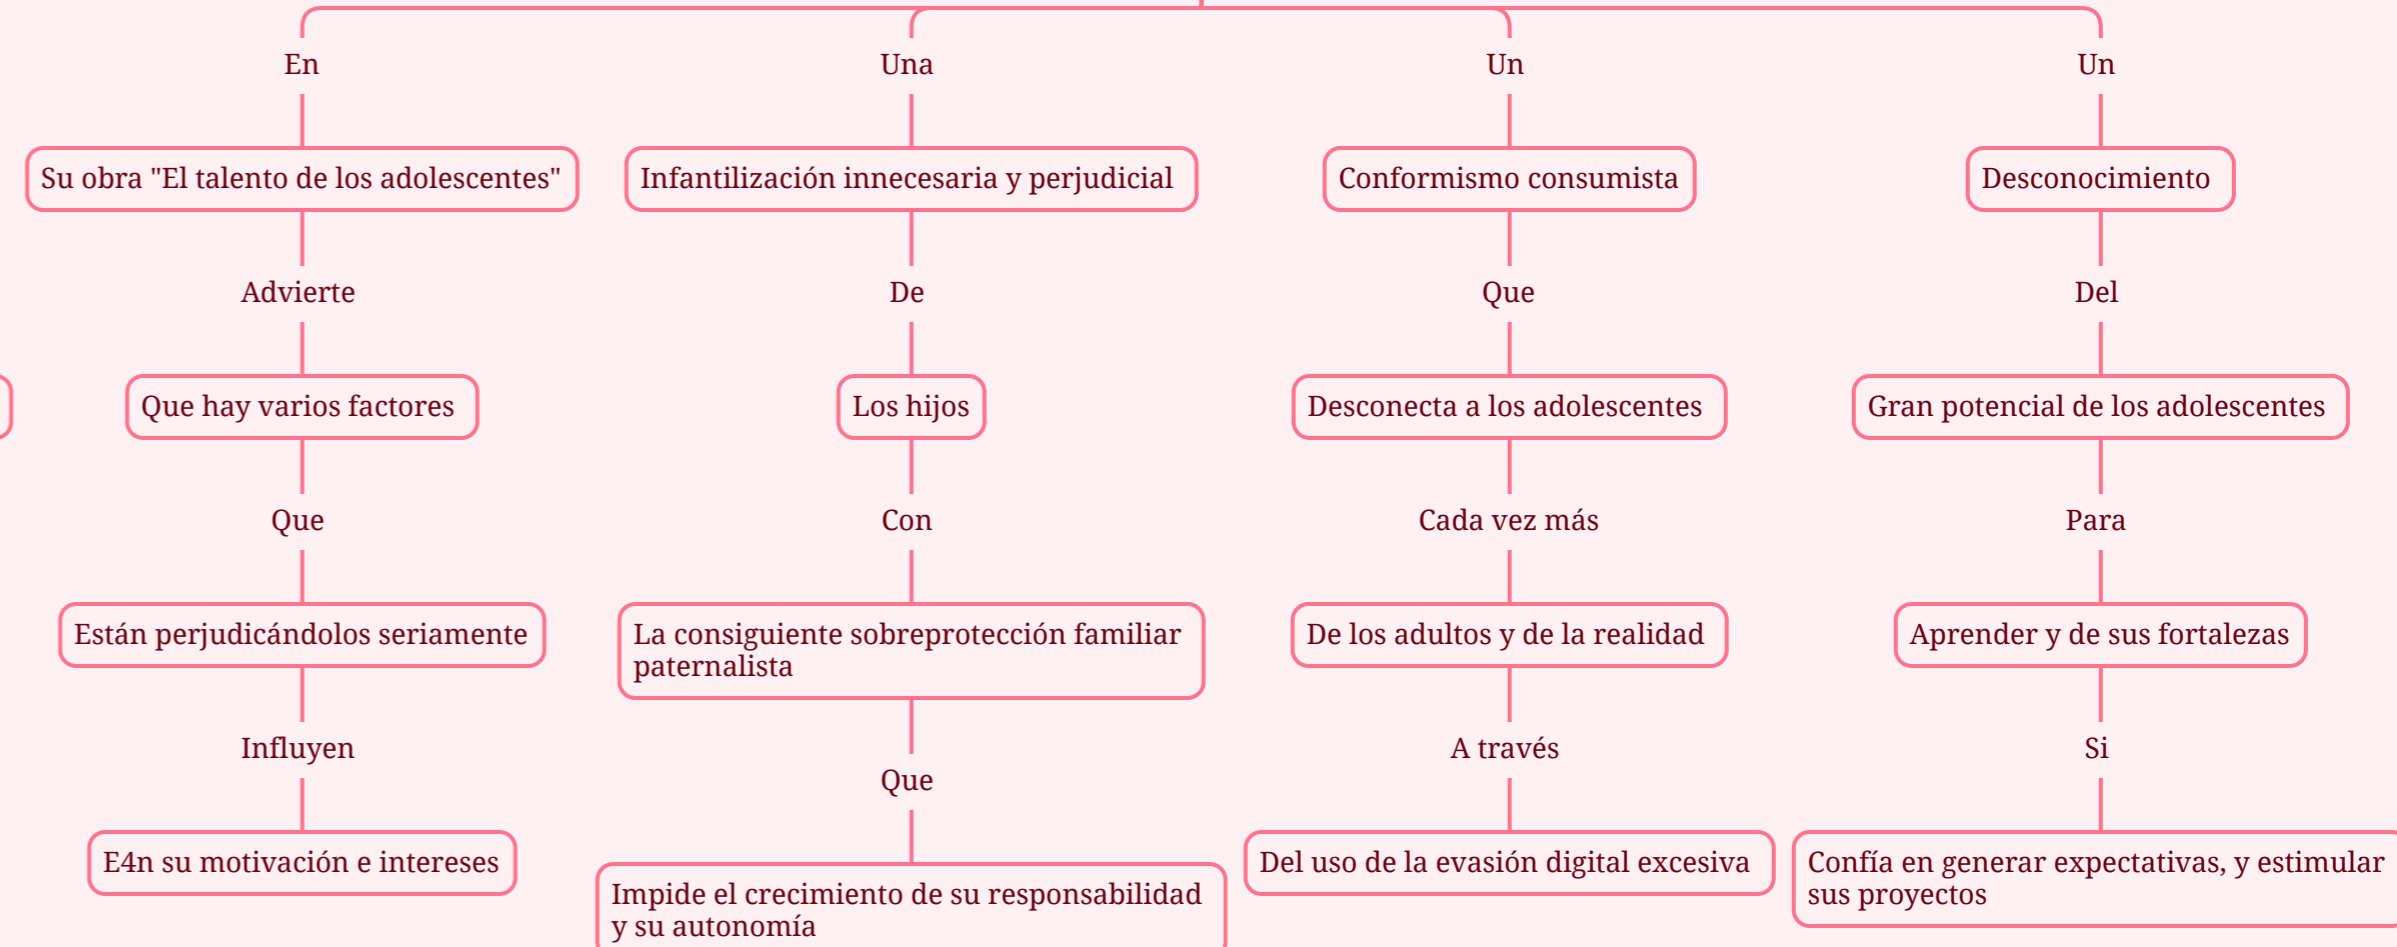 En
Su obra "El talento de los adolescentes"
Advierte
Que hay varios factores
Que
Están perjudicándolos seriamente
Influyen
E4n su motivación e intereses
Una
Infantilización innecesaria y perjudicial
De
Los hijos
Con
La consiguiente sobreprotección familiar
paternalista
Que
Impide el crecimiento de su responsabilidad
y su autonomía
Un
Conformismo consumista
Que
Desconecta a los adolescentes
Cada vez más
De los adultos y de la realidad
A través
Del uso de la evasión digital excesiva
Un
Desconocimiento
Del
Gran potencial de los adolescentes
Para
Aprender y de sus fortalezas
Si
Confía en generar expectativas, y estimular
sus proyectos